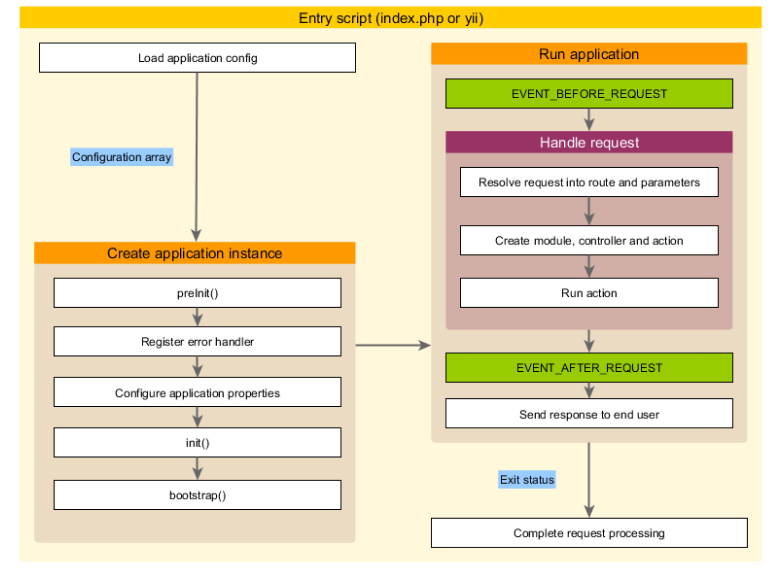 Entry script (index.php or yii)
Load application config
Configuration array
Create application instance
preInit()
Register error handler
Configure application properties
init()
bootstrap()
Run application
EVENT_BEFORE_REQUEST
Handle request
Resolve request into route and parameters
Create module, controller and action
Run action
EVENT_AFTER_REQUEST
Send response to end user
Exit status
Complete request processing